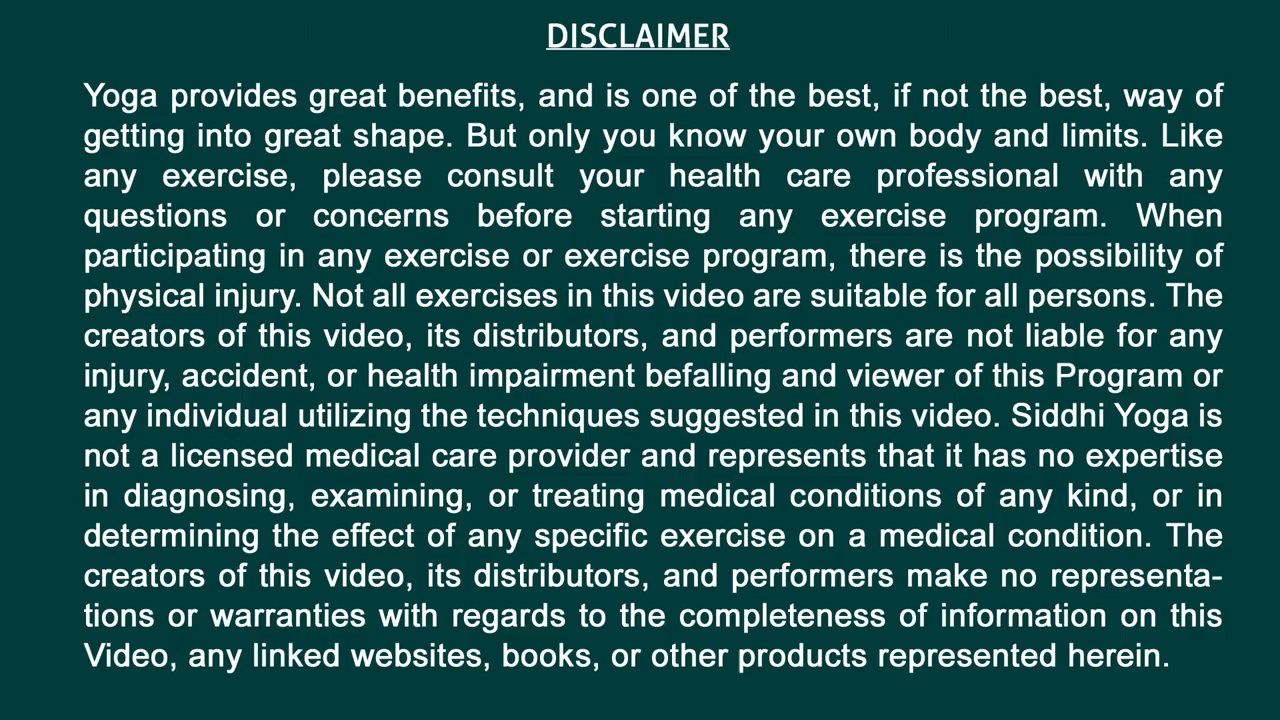 DISCLAIMER
Yoga provides great benefits, and is one of the best, if not the best, way of
getting into great shape. But only you know your own body and limits. Like
any exercise, please consult your health care professional with any
questions or concerns before starting any exercise program. When
participating in any exercise or exercise program, there is the possibility of
physical injury. Not all exercises in this video are suitable for all persons. The
creators of this video, its distributors, and performers are not liable for any
injury, accident, or health impairment befalling and viewer of this Program or
any individual utilizing the techniques suggested in this video. Siddhi Yoga is
not a licensed medical care provider and represents that it has no expertise
in diagnosing, examining, or treating medical conditions of any kind, or in
determining the effect of any specific exercise on a medical condition. The
creators of this video, its distributors, and performers make no representa-
tions or warranties with regards to the completeness of information on this
Video, any linked websites, books, or other products represented herein.